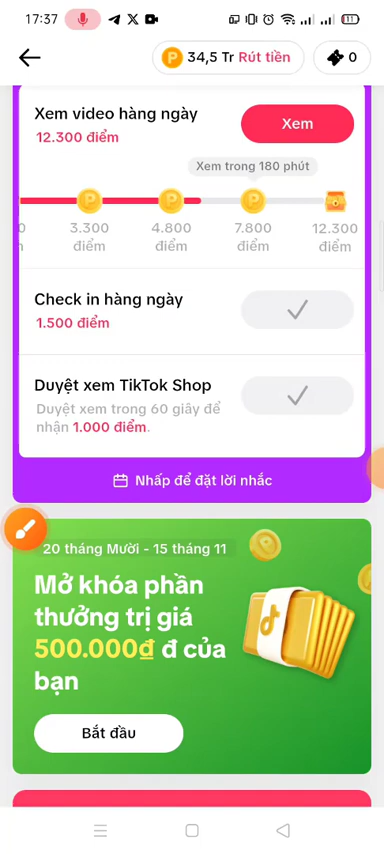 17:37
11
P 34,5 Tr Rút tiền
0
Xem video hàng ngày
12.300 điểm
Xem
Xem trong 180 phút
0
3.300
4.800
7.800
12.300
m
điểm
điểm
điểm
điểm
Check in hàng ngày
1.500 điểm
Duyệt xem TikTok Shop
Duyệt xem trong 60 giây để
nhận 1.000 điểm.
Nhấp để đặt lời nhắc
20 tháng Mười - 15 tháng 11
Mở khóa phần
thưởng trị giá
500.000₫ đ của
bạn
Bắt đầu